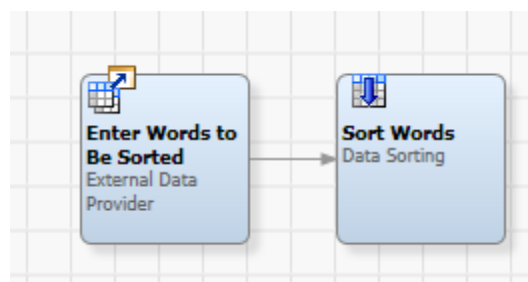 Enter Words to
Be Sorted
External Data
Provider
Sort Words
Data Sorting